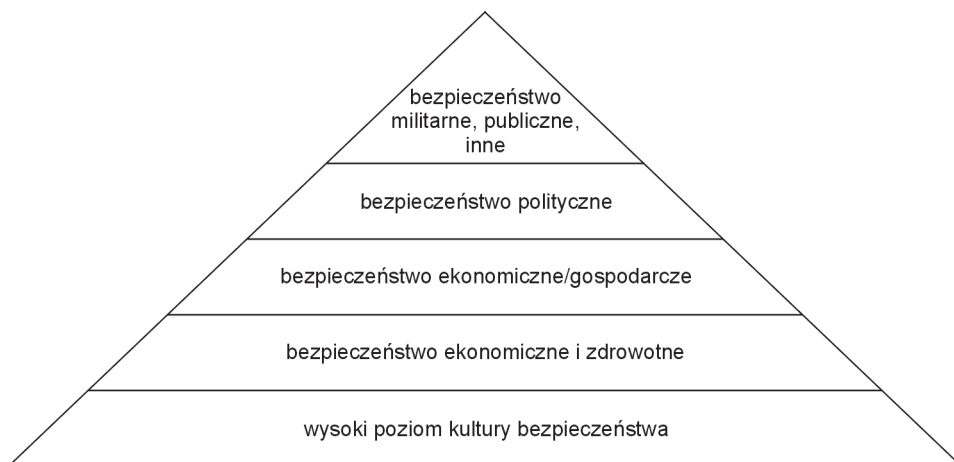 bezpieczeństwo
militarne, publiczne,
inne
bezpieczeństwo polityczne
bezpieczeństwo ekonomiczne/gospodarcze
bezpieczeństwo ekonomiczne i zdrowotne
wysoki poziom kultury bezpieczeństwa